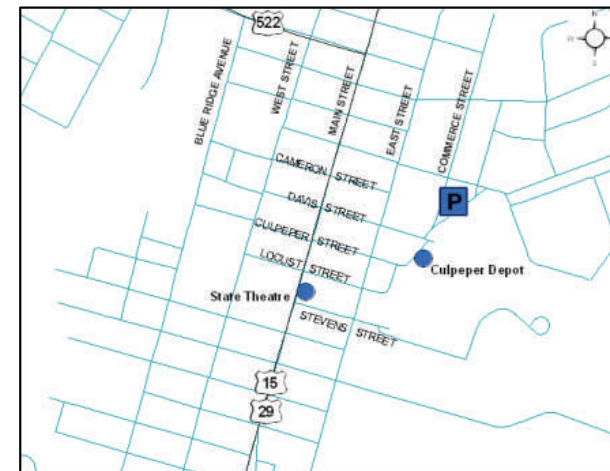 522
N
W
S
BLUE RIDGE AVENUE
WEST STREET
MAIN STREET
EAST STREET
COMMERCE STREET
CAMERON STREET
DAVIS STREET
P
CULPEPER STREET
LOCUST STREET
Culpeper Depot
State Theatre
STEVENS STREET
15
29